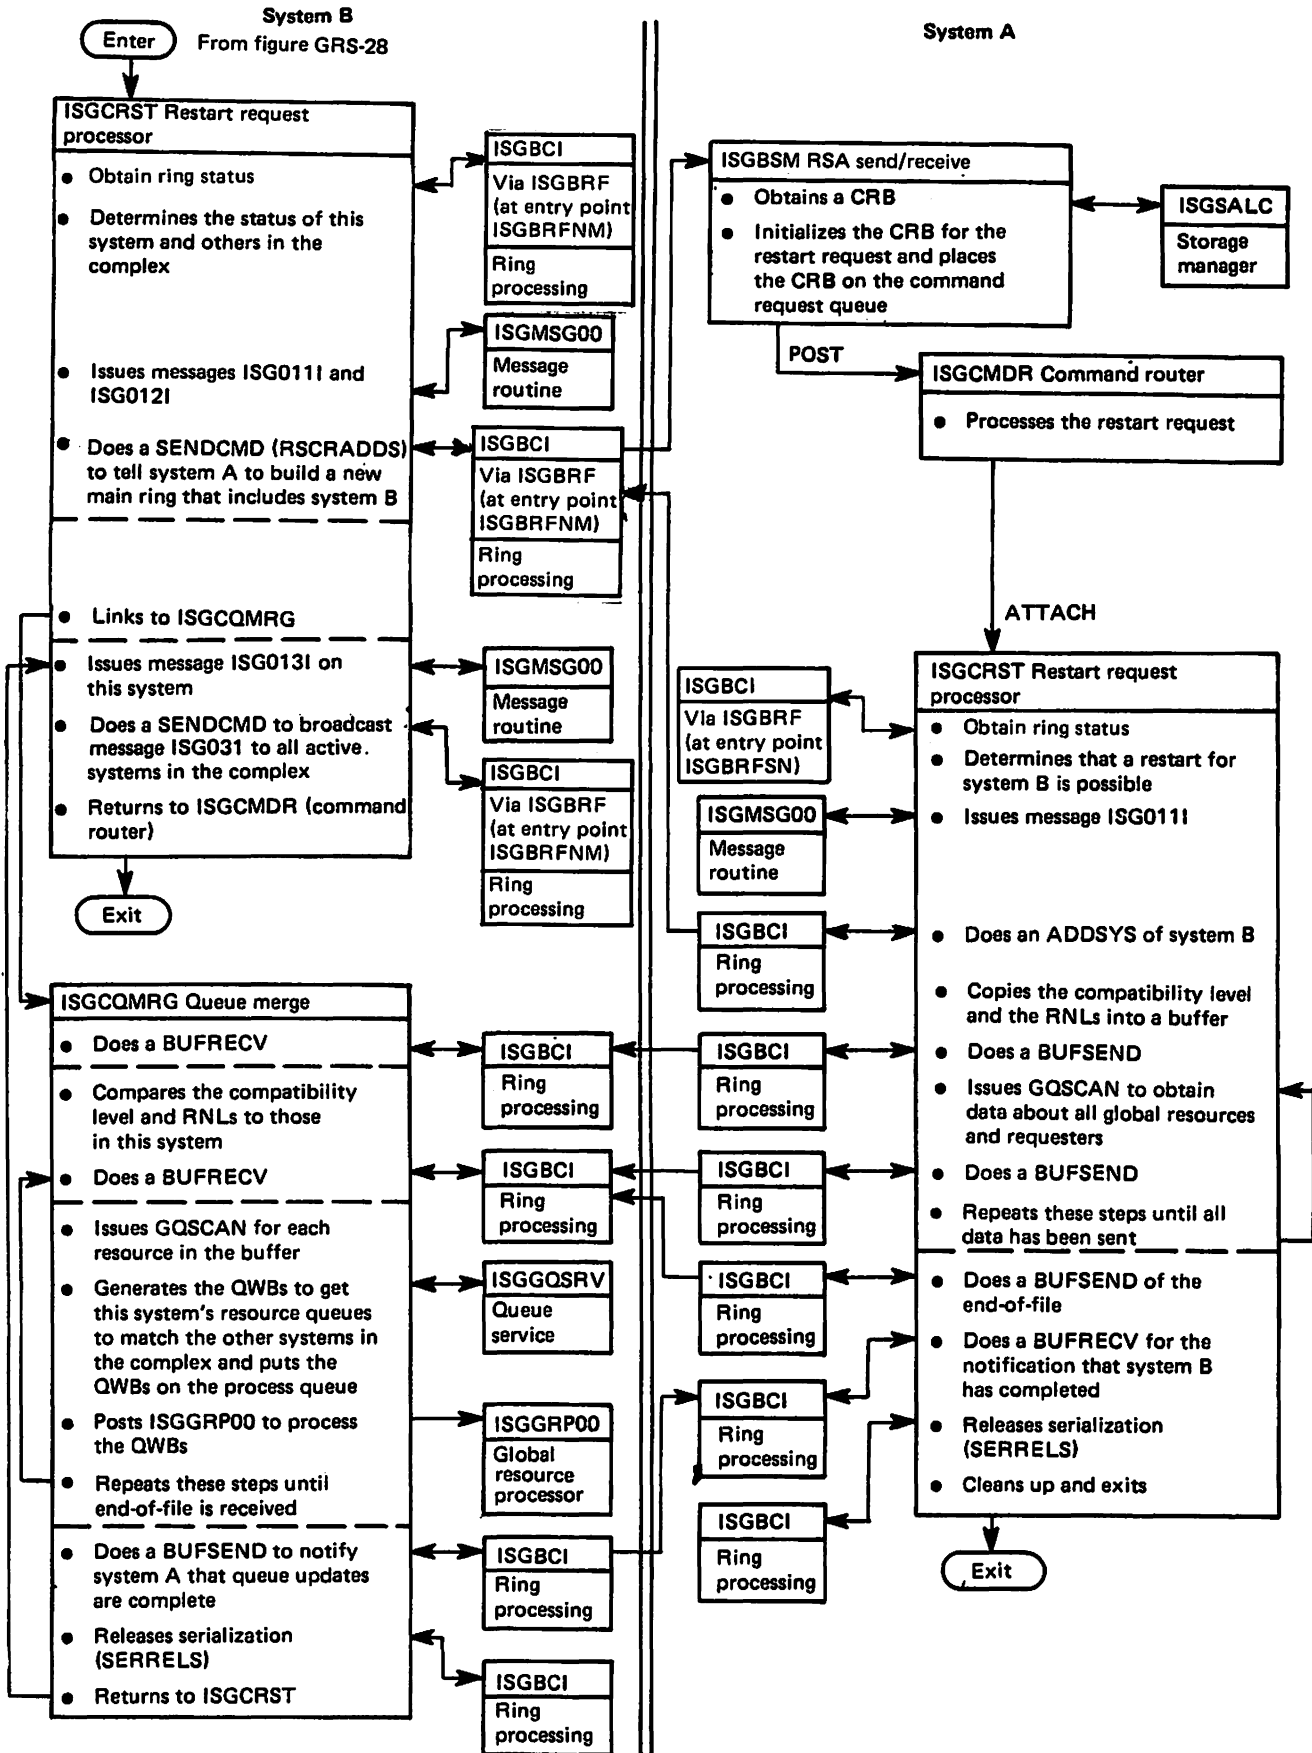 System B
Enter
From figure GRS-28
ISGCRST Restart request
processor
• Obtain ring status
• Determines the status of this
system and others in the
complex
• Issues messages ISG011I and
ISG012I
• Does a SENDCMD (RSCRADDS)
to tell system A to build a new
main ring that includes system B
• Links to ISGCQMRG
• Issues message ISG013I on
this system
• Does a SENDCMD to broadcast
message ISG031 to all active.
systems in the complex
• Returns to ISGCMDR (command
router)
Exit
ISGBCI
Via ISGBRF
(at entry point
ISGBRFNM)
Ring
processing
ISGMSG00
Message
routine
ISGBCI
Via ISGBRF
(at entry point
ISGBRFNM)
Ring
processing
ISGMSG00
Message
routine
ISGBCI
Via ISGBRF
(at entry point
ISGBRFNM)
Ring
processing
ISGCQMRG Queue merge
• Does a BUFRECV
• Compares the compatibility
level and RNLs to those
in this system
• Does a BUFRECV
• Issues GQSCAN for each
resource in the buffer
• Generates the QWBs to get
this system's resource queues
to match the other systems in
the complex and puts the
QWBs on the process queue
• Posts ISGGRP00 to process
the QWBs
• Repeats these steps until
end-of-file is received
• Does a BUFSEND to notify
system A that queue updates
are complete
• Releases serialization
(SERRELS)
• Returns to ISGCRST
ISGBCI
Ring
processing
ISGBCI
Ring
processing
ISGGQSRV
Queue
service
ISGGRP00
Global
resource
processor
ISGBCI
Ring
processing
ISGBCI
Ring
processing
System A
ISGBSM RSA send/receive
• Obtains a CRB
• Initializes the CRB for the
restart request and places
the CRB on the command
request queue
ISGSALC
Storage
manager
POST
ISGCMDR Command router
• Processes the restart request
ATTACH
ISGCRST Restart request
processor
• Obtain ring status
• Determines that a restart for
system B is possible
• Issues message ISG011I
• Does an ADDSYS of system B
• Copies the compatibility level
and the RNLs into a buffer
• Does a BUFSEND
• Issues GQSCAN to obtain
data about all global resources
and requesters
• Does a BUFSEND
• Repeats these steps until all
data has been sent
• Does a BUFSEND of the
end-of-file
• Does a BUFRECV for the
notification that system B
has completed
• Releases serialization
(SERRELS)
• Cleans up and exits
Exit
ISGBCI
Via ISGBRF
(at entry point
ISGBRFSN)
ISGMSG00
Message
routine
ISGBCI
Ring
processing
ISGBCI
Ring
processing
ISGBCI
Ring
processing
ISGBCI
Ring
processing
ISGBCI
Ring
processing
ISGBCI
Ring
processing